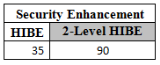 Security Enhancement
HIBE 2-Level HIBE
35 90